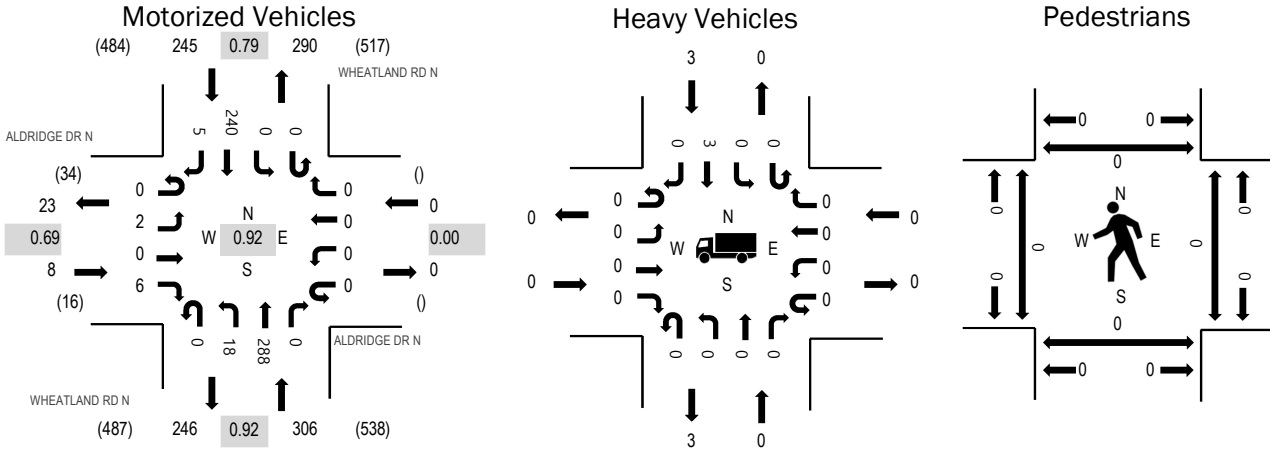 Motorized Vehicles
(484) 245 0.79 290 (517)
WHEATLAND RD N
ALDRIDGE DR N
5 240 0 0
(34)
23
0.69
8
(16)
0
2
0
6
N
W 0.92 E
S
0
0
0
0
()
0
0.00
0
()
0 18 288 0
ALDRIDGE DR N
WHEATLAND RD N
(487) 246 0.92 306 (538)
Heavy Vehicles
3 0
0 3 0 0
0
0
0
0
0
0
N
W E
S
0
0
0
0
0
0
0 0 0 0
3 0
Pedestrians
0 0
0
0
0
0
N
W E
S
0
0
0
0
0 0